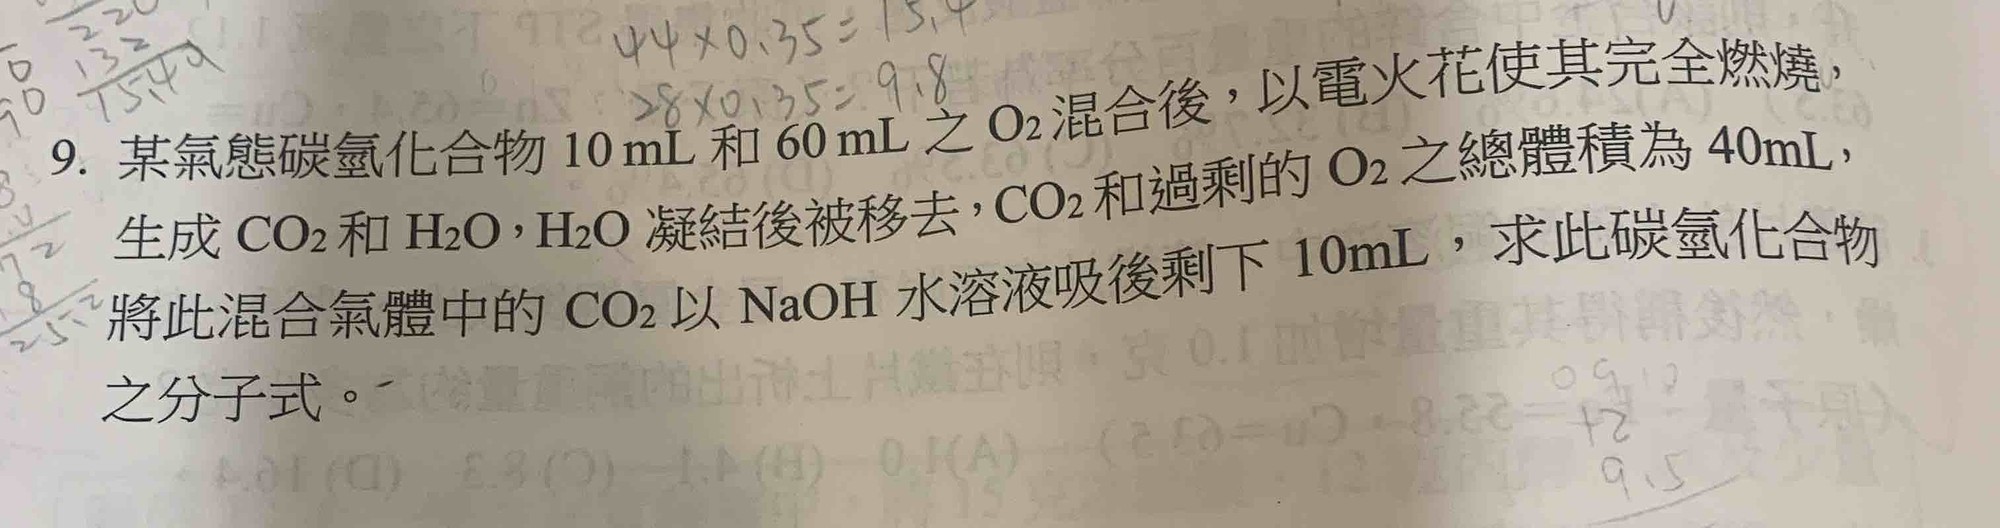 44×0.35=15.4
28×0.35=9.8
9. 某氣態碳氫化合物 10 mL 和 60 mL 之 O2 混合後，以電火花使其完全燃燒，
生成 CO2 和 H2O，H2O 凝結後被移去，CO2 和過剩的 O2 之總體積為 40mL，
將此混合氣體中的 CO2 以 NaOH 水溶液吸後剩下 10mL，求此碳氫化合物
之分子式。